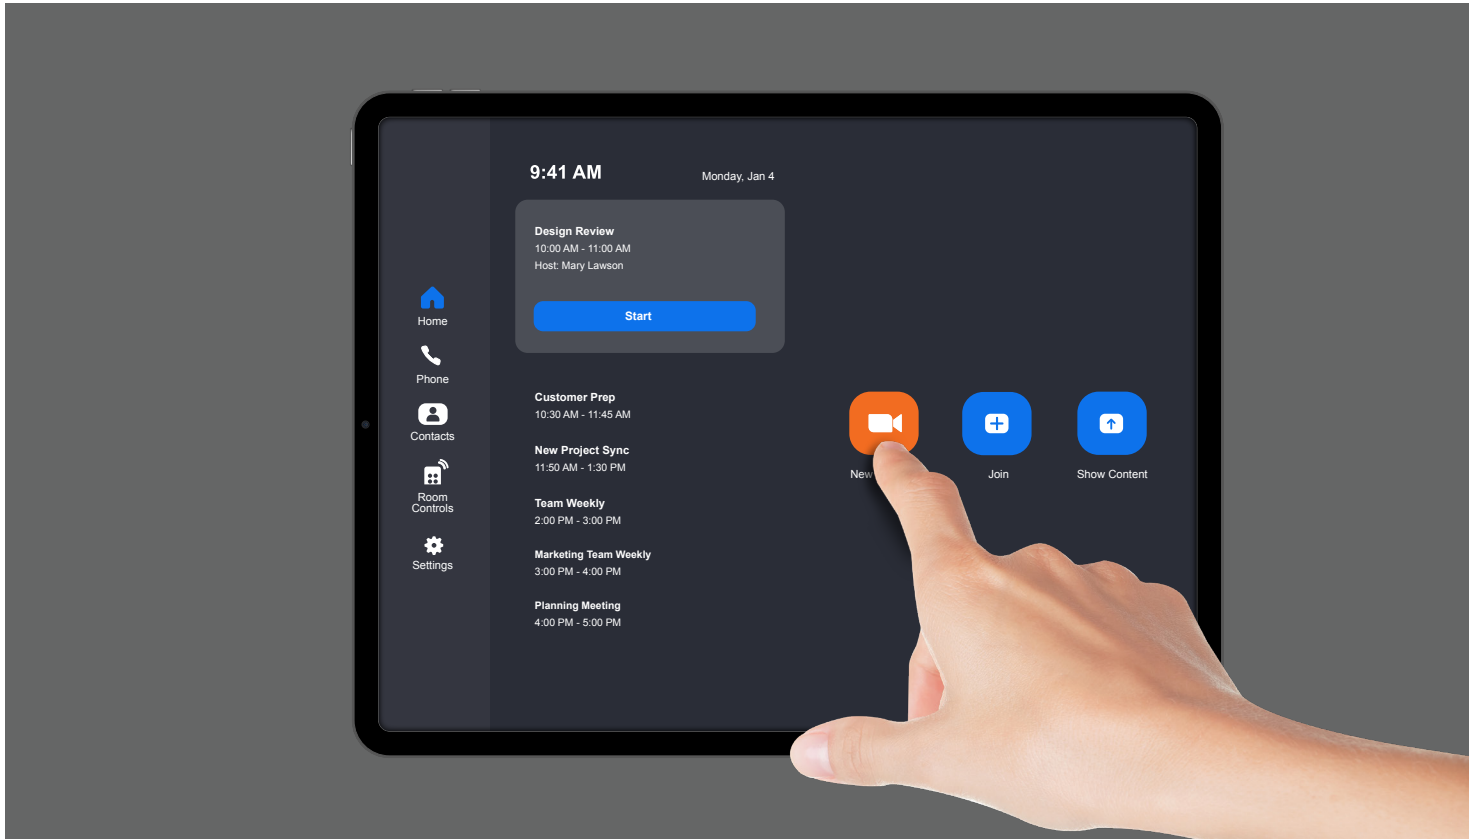 9:41 AM
Monday, Jan 4
Design Review
10:00 AM - 11:00 AM
Host: Mary Lawson
Start
Home
Phone
Contacts
Room
Controls
Settings
Customer Prep
10:30 AM - 11:45 AM
New Project Sync
11:50 AM - 1:30 PM
Team Weekly
2:00 PM - 3:00 PM
Marketing Team Weekly
3:00 PM - 4:00 PM
Planning Meeting
4:00 PM - 5:00 PM
New
Join
Show Content